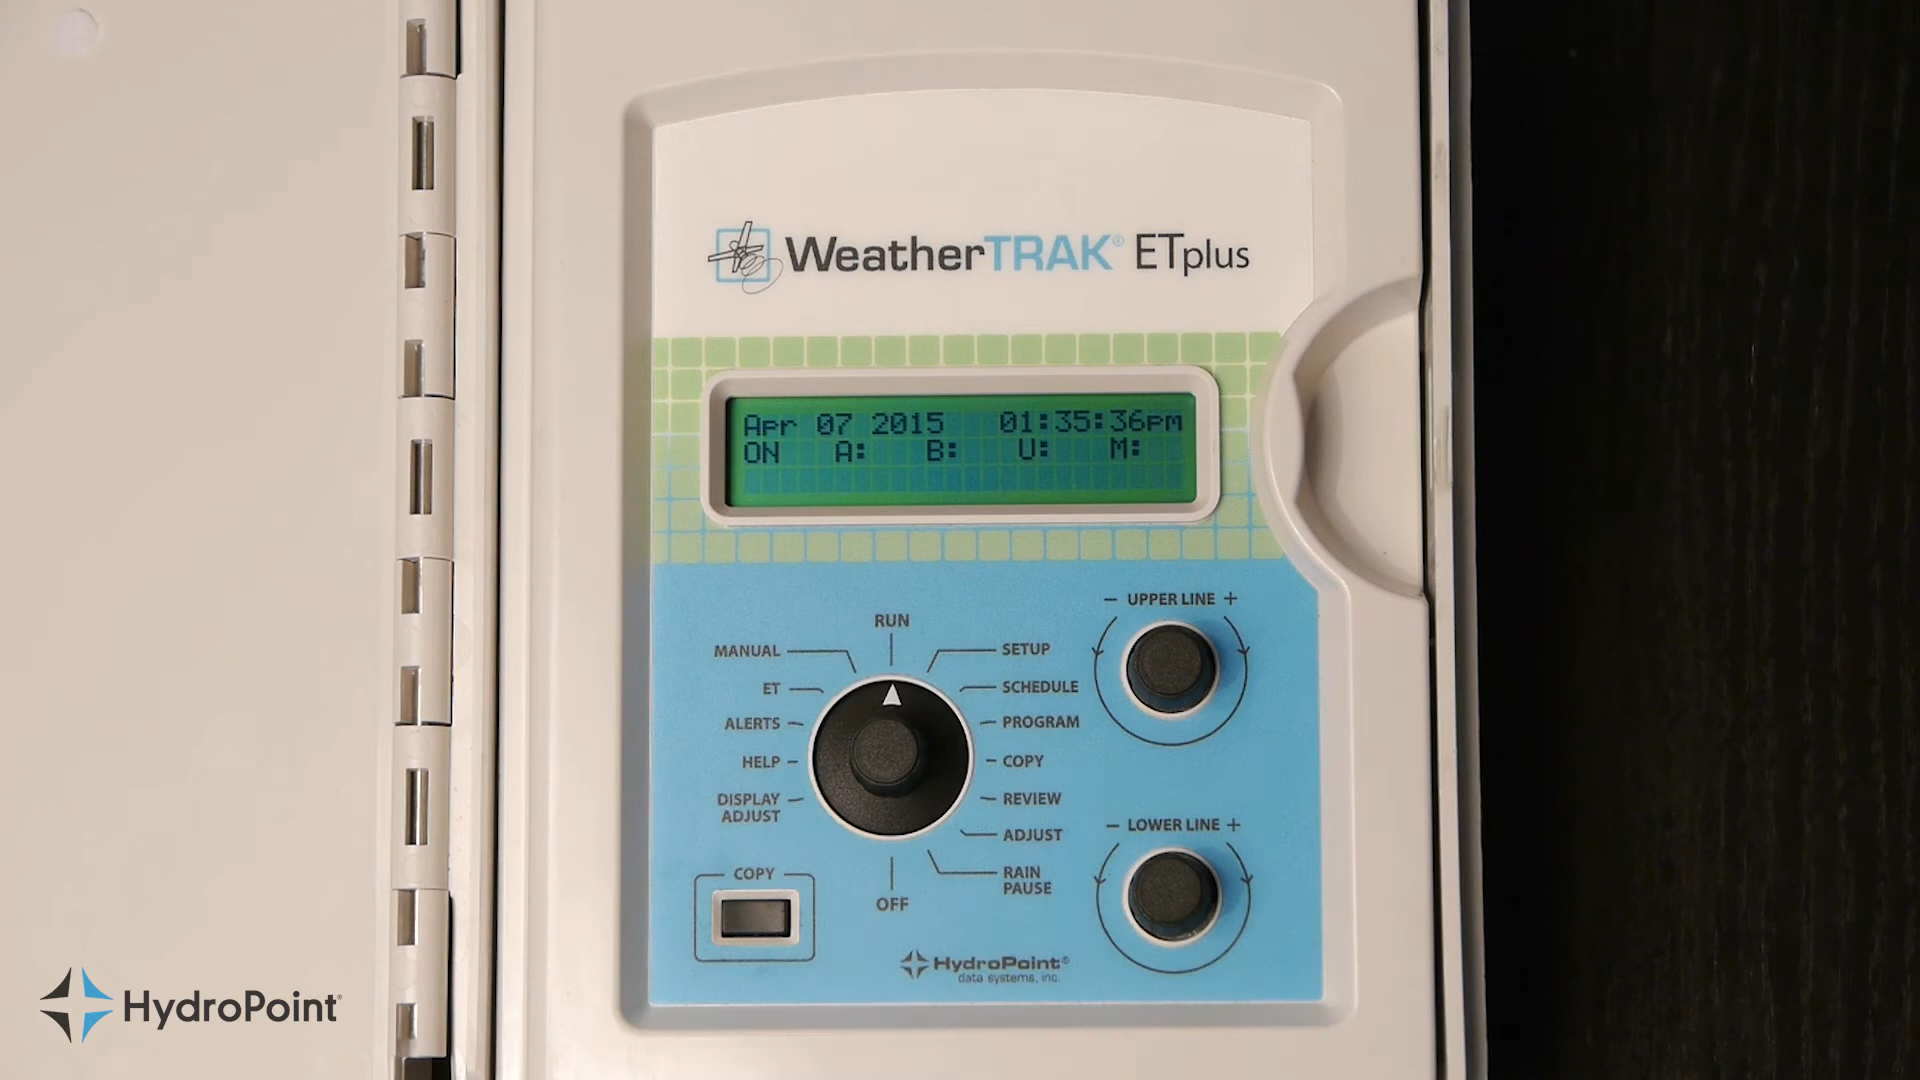 WeatherTRAK® ETplus
Apr 07 2015 01:35:36pm
ON A: B: U: M:
RUN
MANUAL
ET
ALERTS
HELP
DISPLAY
ADJUST
SETUP
SCHEDULE
PROGRAM
COPY
REVIEW
ADJUST
RAIN
PAUSE
OFF
− UPPER LINE +
− LOWER LINE +
COPY
HydroPoint®
data systems, inc.
HydroPoint®